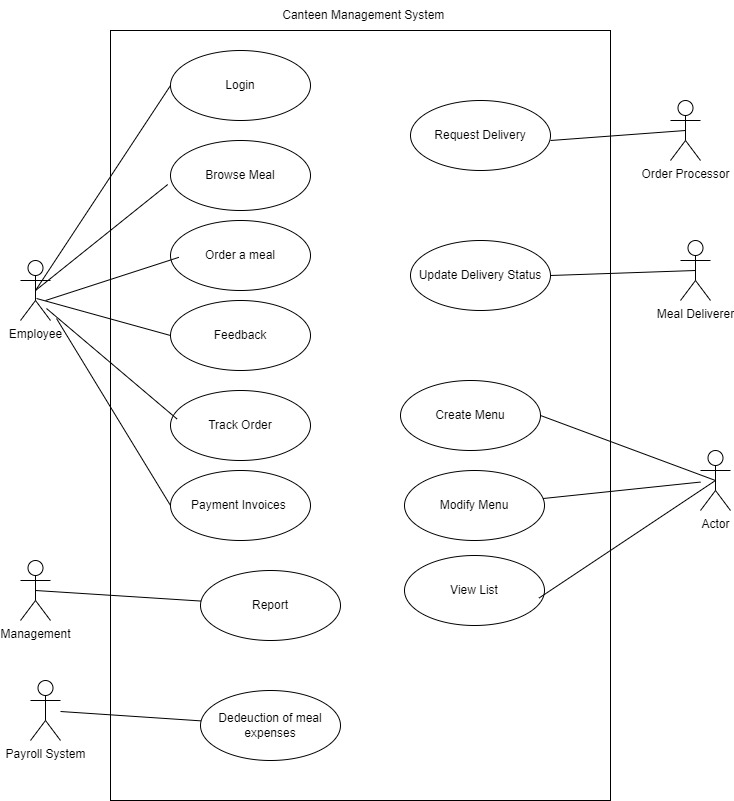 Canteen Management System
Login
Browse Meal
Order a meal
Feedback
Track Order
Payment Invoices
Employee
Report
Management
Dedeuction of meal
expenses
Payroll System
Request Delivery
Order Processor
Update Delivery Status
Meal Deliverer
Create Menu
Modify Menu
View List
Actor